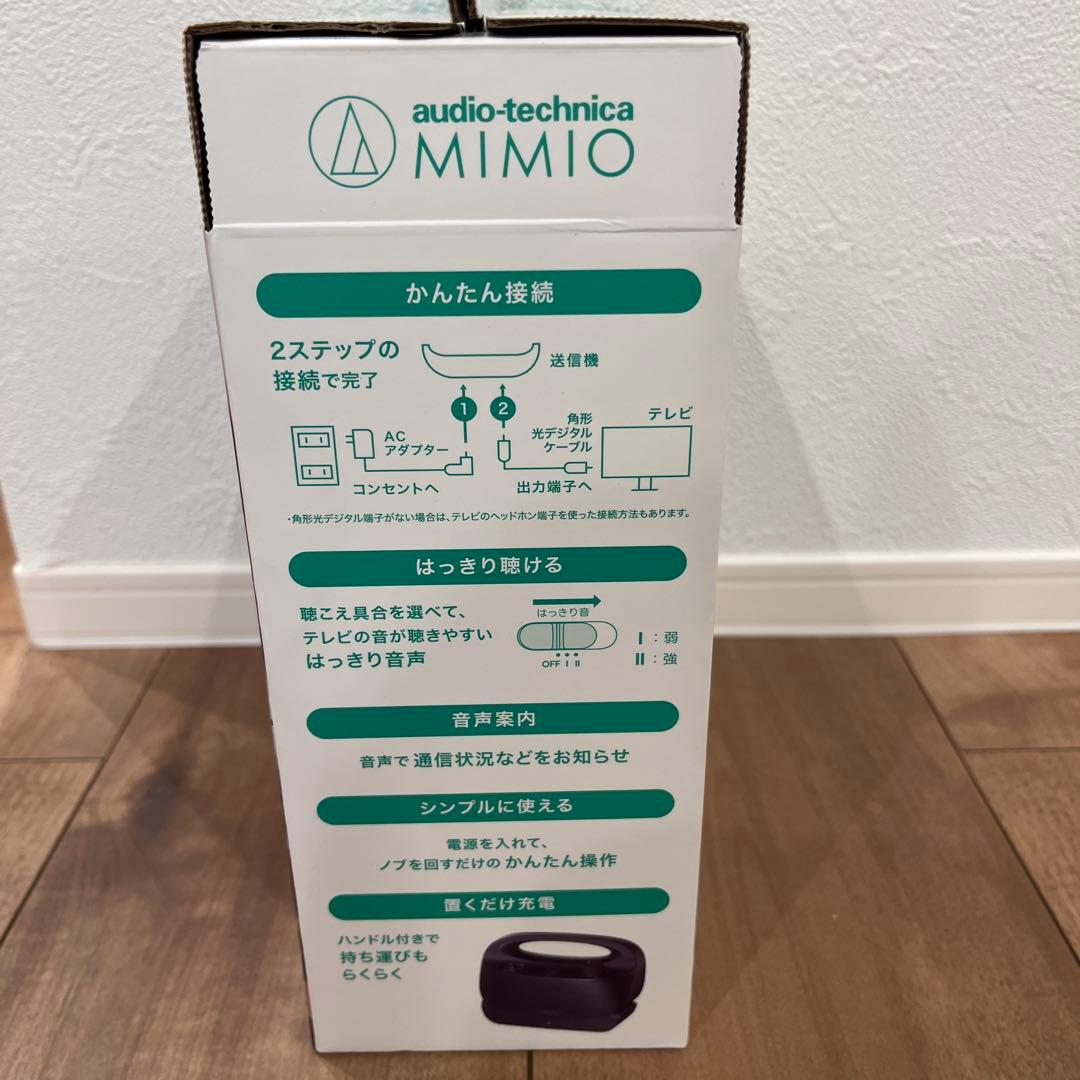 audio-technica
MIMIO
かんたん接続
2ステップの
接続で完了
送信機
1
2
ACアダプター
コンセントへ
角形
光デジタル
ケーブル
出力端子へ
テレビ
・角形光デジタル端子がない場合は、テレビのヘッドホン端子を使った接続方法もあります。
はっきり聴ける
聴こえ具合を選べて、
テレビの音が聴きやすい
はっきり音声
はっきり音
OFF I II
I：弱
II：強
音声案内
音声で通信状況などをお知らせ
シンプルに使える
電源を入れて、
ノブを回すだけのかんたん操作
置くだけ充電
ハンドル付きで
持ち運びも
らくらく